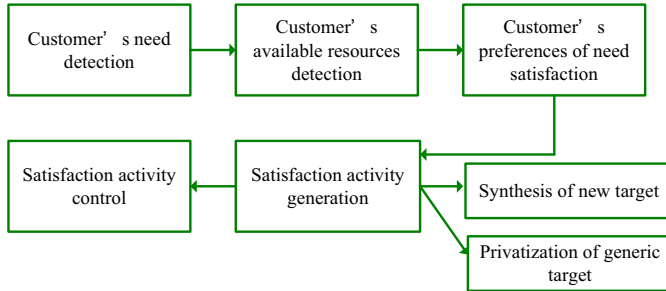 Customer’s need
detection
Customer’s
available resources
detection
Customer’s
preferences of need
satisfaction
Satisfaction activity
control
Satisfaction activity
generation
Synthesis of new target
Privatization of generic
target